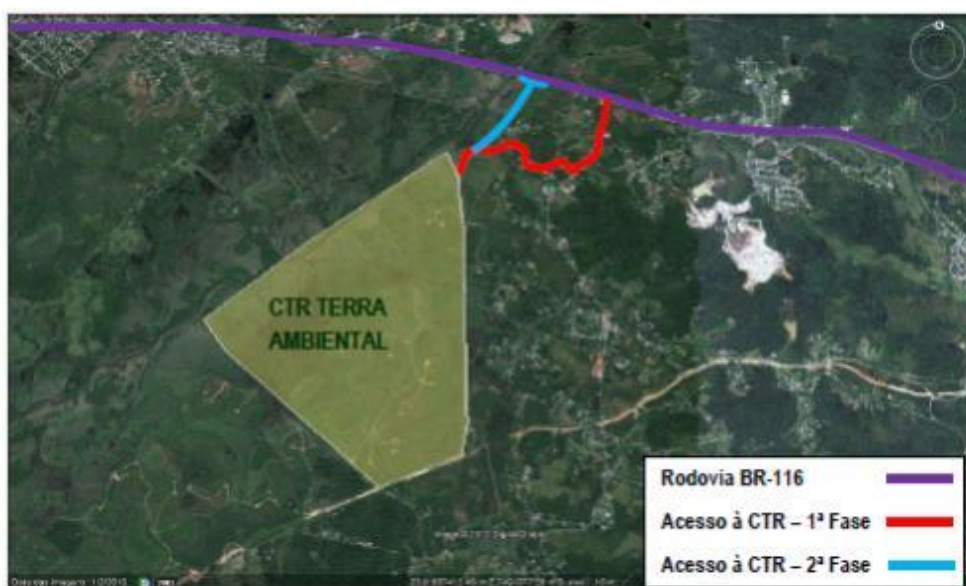 N
CTR TERRA
AMBIENTAL
Rodovia BR-116
Acesso à CTR – 1ª Fase
Acesso à CTR – 2ª Fase